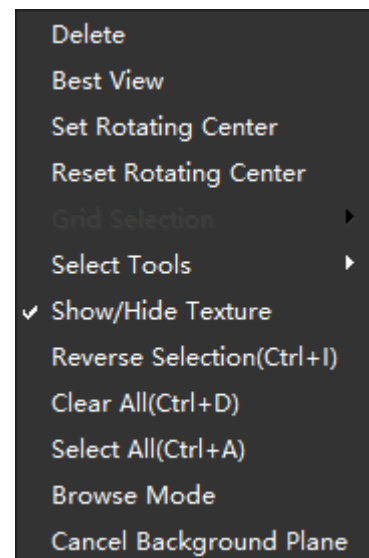 Delete
Best View
Set Rotating Center
Reset Rotating Center
Grid Selection
Select Tools
Show/Hide Texture
Reverse Selection(Ctrl+I)
Clear All(Ctrl+D)
Select All(Ctrl+A)
Browse Mode
Cancel Background Plane